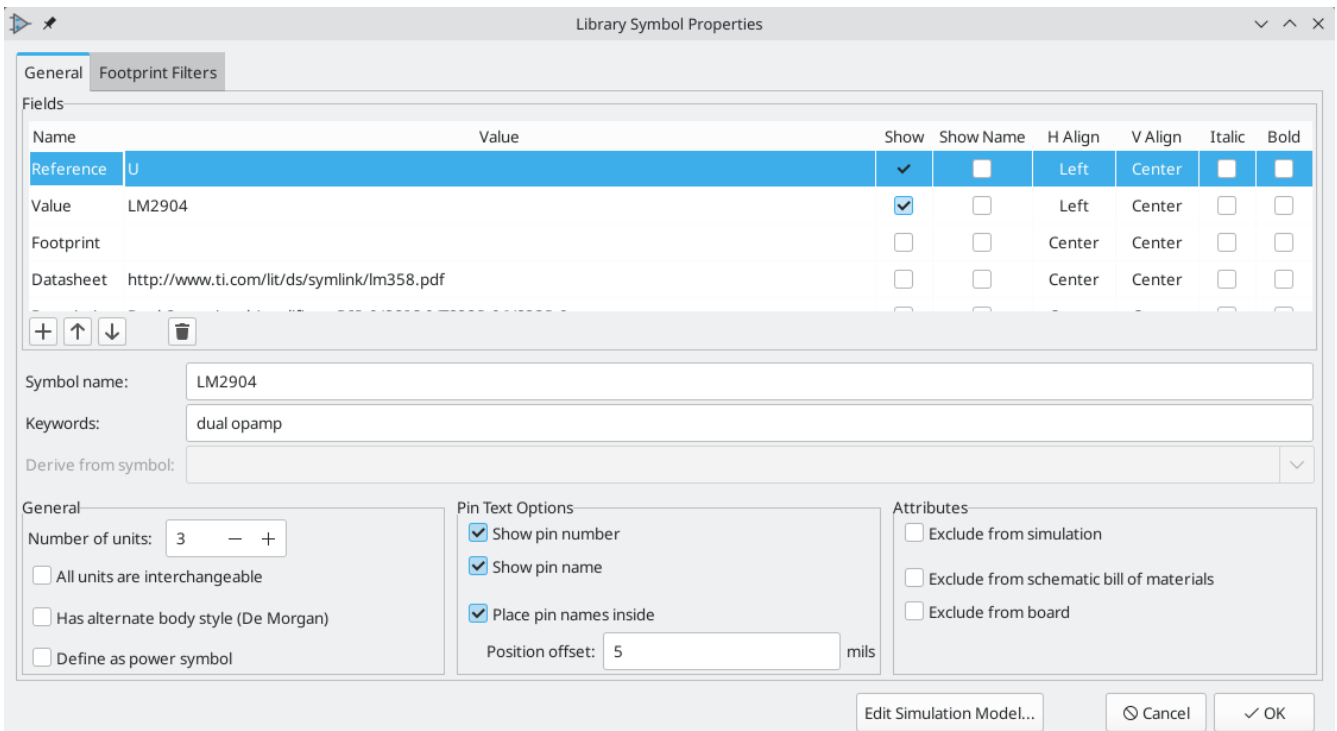 Library Symbol Properties
General Footprint Filters
Fields
Name Value Show Show Name H Align V Align Italic Bold
Reference U Left Center
Value LM2904 Left Center
Footprint Center Center
Datasheet http://www.ti.com/lit/ds/symlink/lm358.pdf Center Center
Symbol name: LM2904
Keywords: dual opamp
Derive from symbol:
General Pin Text Options Attributes
Number of units: 3 Show pin number Exclude from simulation
All units are interchangeable Show pin name Exclude from schematic bill of materials
Has alternate body style (De Morgan) Place pin names inside Exclude from board
Define as power symbol Position offset: 5 mils
Edit Simulation Model... Cancel OK